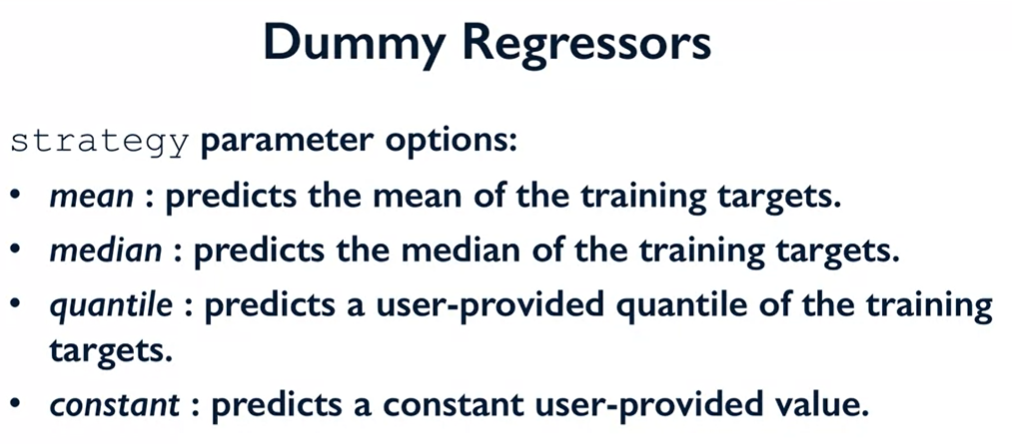 Dummy Regressors
strategy parameter options:
• mean : predicts the mean of the training targets.
• median : predicts the median of the training targets.
• quantile : predicts a user-provided quantile of the training
targets.
• constant : predicts a constant user-provided value.